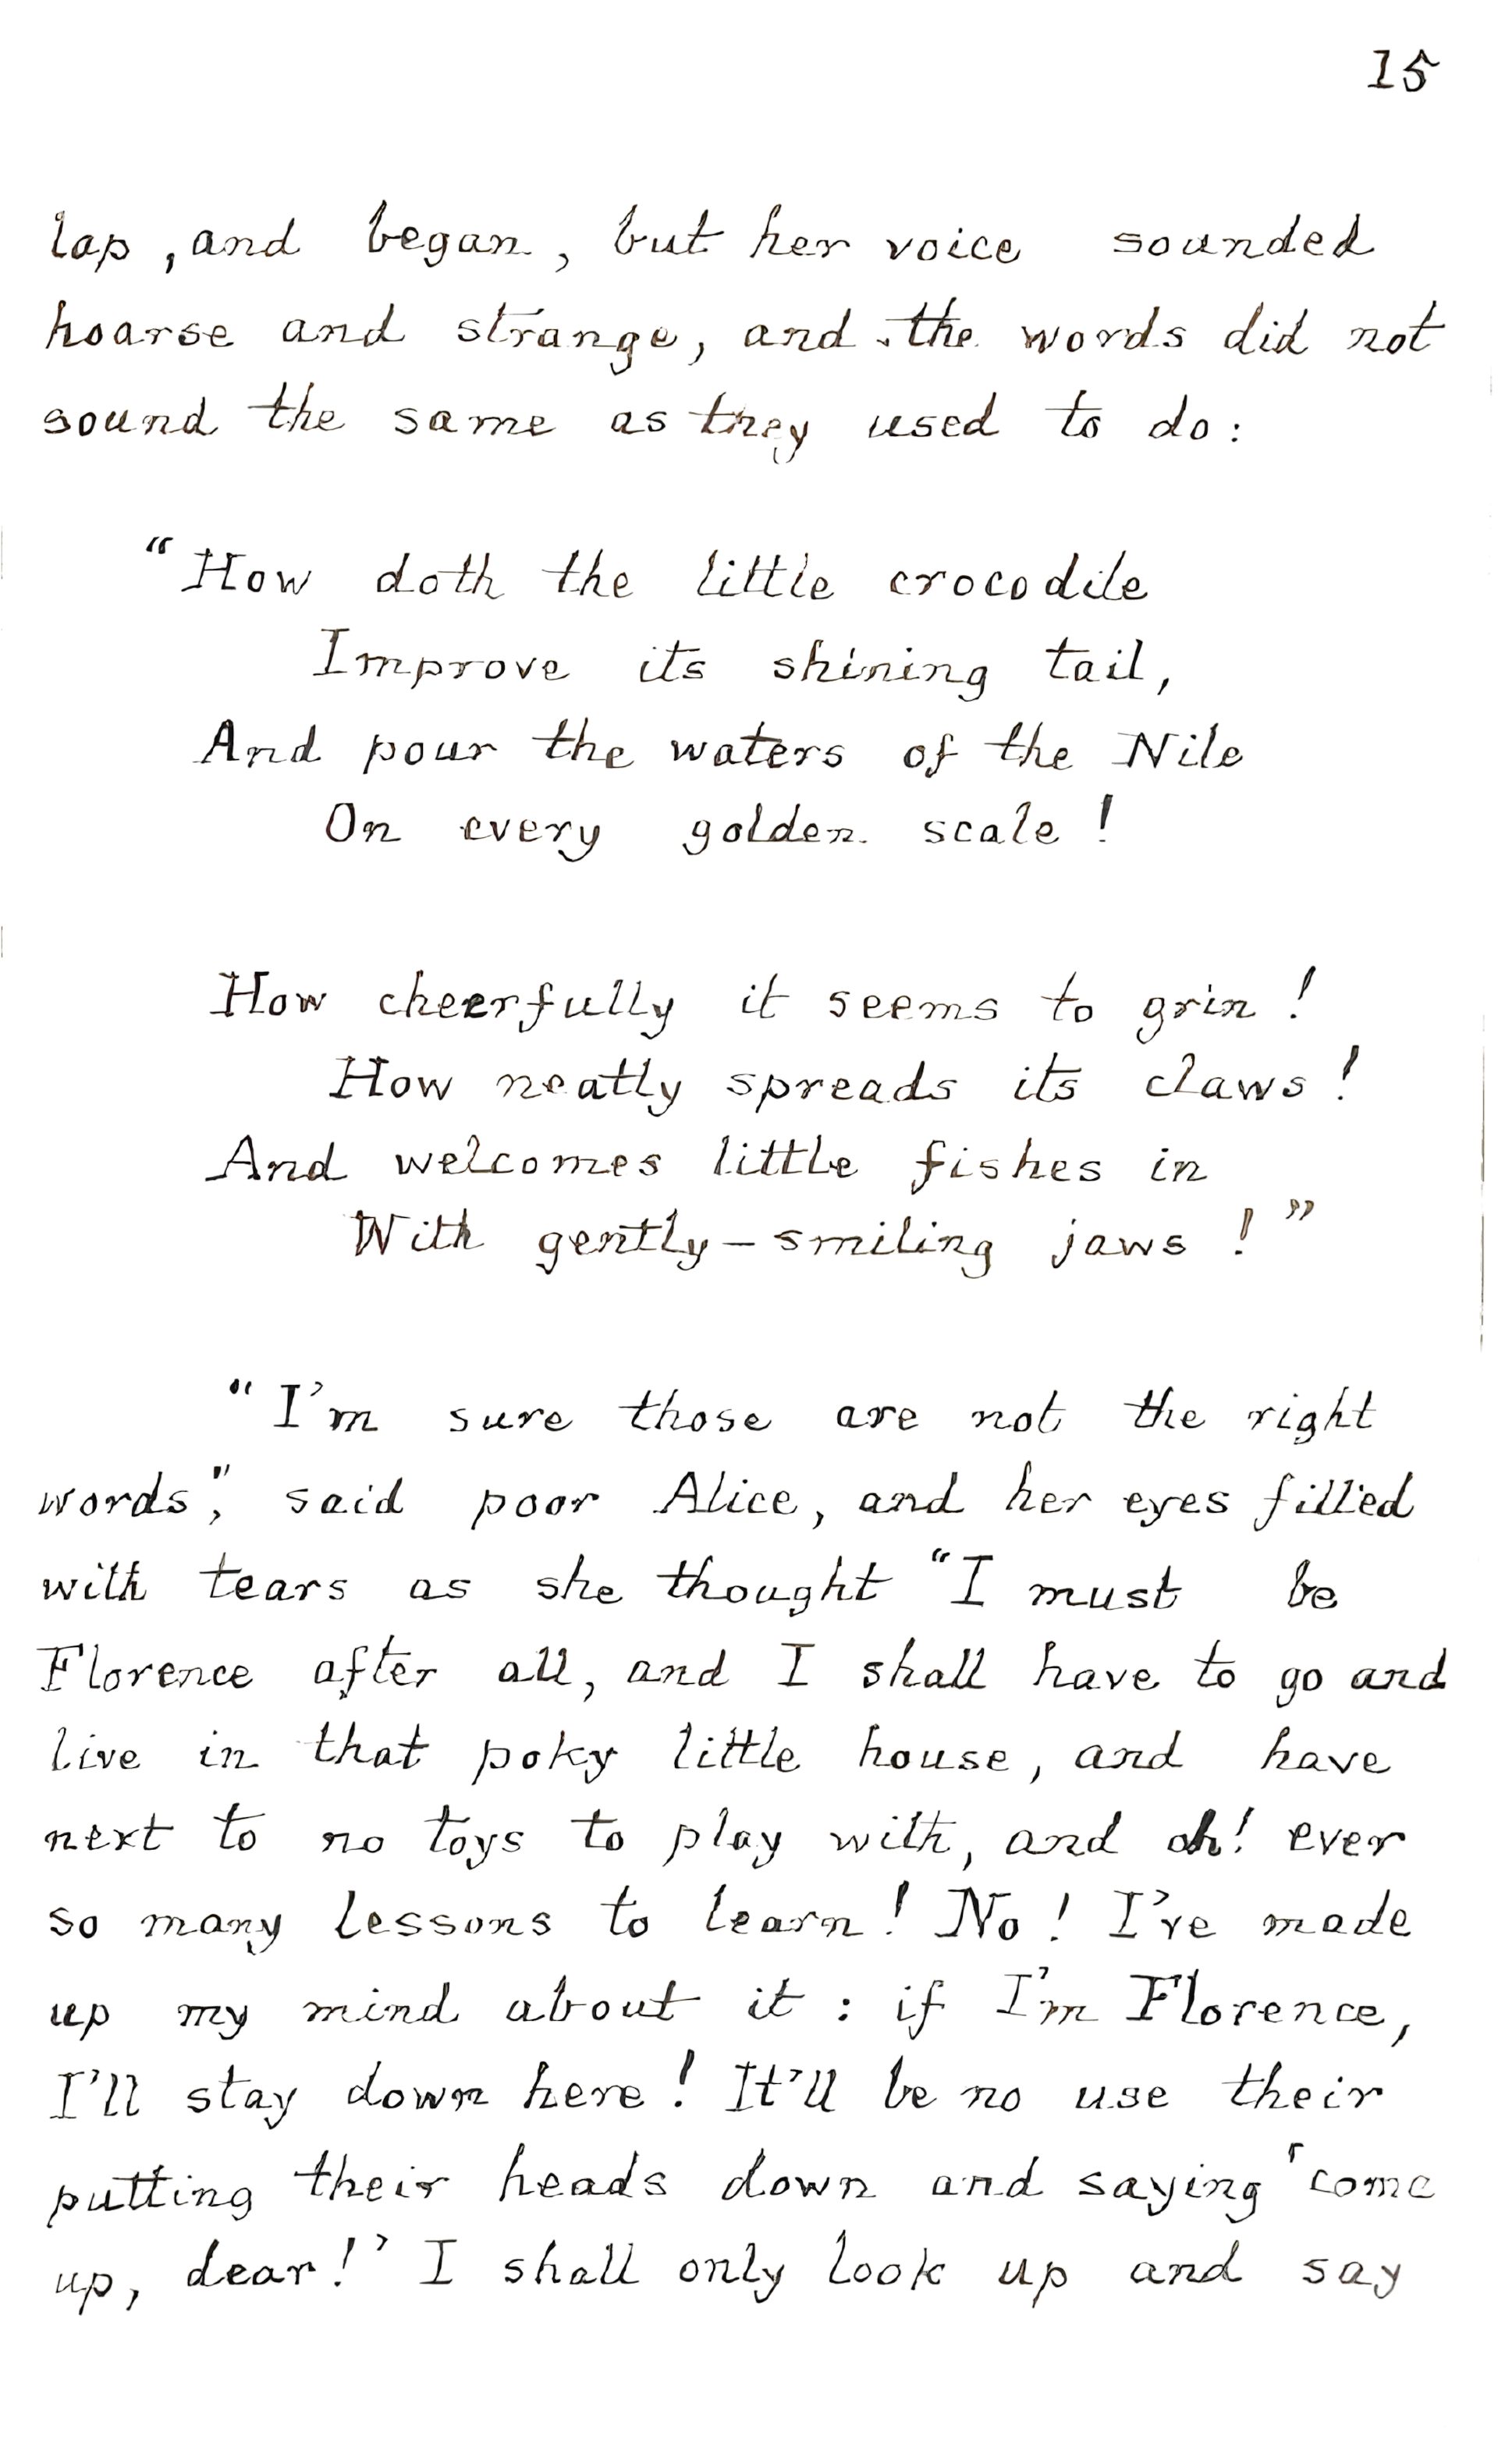 15
lap, and began, but her voice sounded
hoarse and strange, and the words did not
sound the same as they used to do:
“How doth the little crocodile
Improve its shining tail,
And pour the waters of the Nile
On every golden scale!
How cheerfully it seems to grin!
How neatly spreads its claws!
And welcomes little fishes in
With gently-smiling jaws!”
“I'm sure those are not the right
words", said poor Alice, and her eyes filled
with tears as she thought “I must be
Florence after all, and I shall have to go and
live in that poky little house, and have
next to no toys to play with, and oh! ever
so many lessons to learn! No! I've made
up my mind about it: if I'm Florence,
I'll stay down here! It'll be no use their
putting their heads down and saying 'come
up, dear!' I shall only look up and say